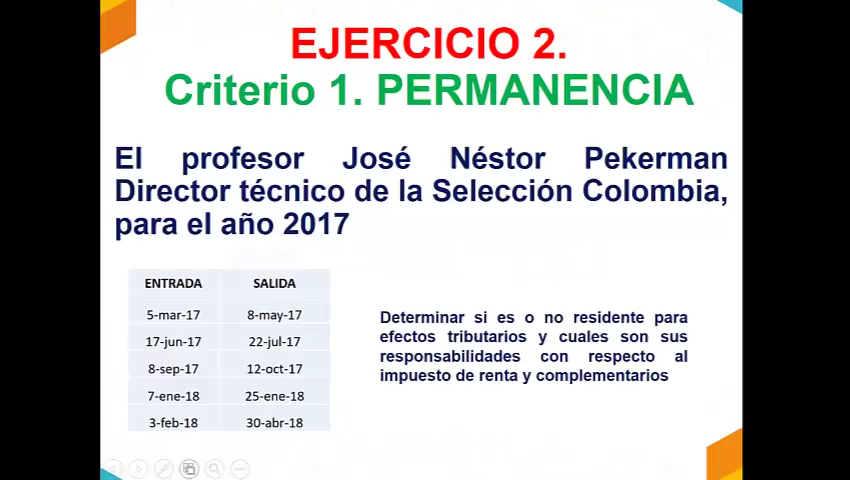 EJERCICIO 2.
Criterio 1. PERMANENCIA
El profesor José Néstor Pekerman
Director técnico de la Selección Colombia,
para el año 2017
ENTRADA SALIDA
5-mar-17 8-may-17
17-jun-17 22-jul-17
8-sep-17 12-oct-17
7-ene-18 25-ene-18
3-feb-18 30-abr-18
Determinar si es o no residente para
efectos tributarios y cuales son sus
responsabilidades con respecto al
impuesto de renta y complementarios